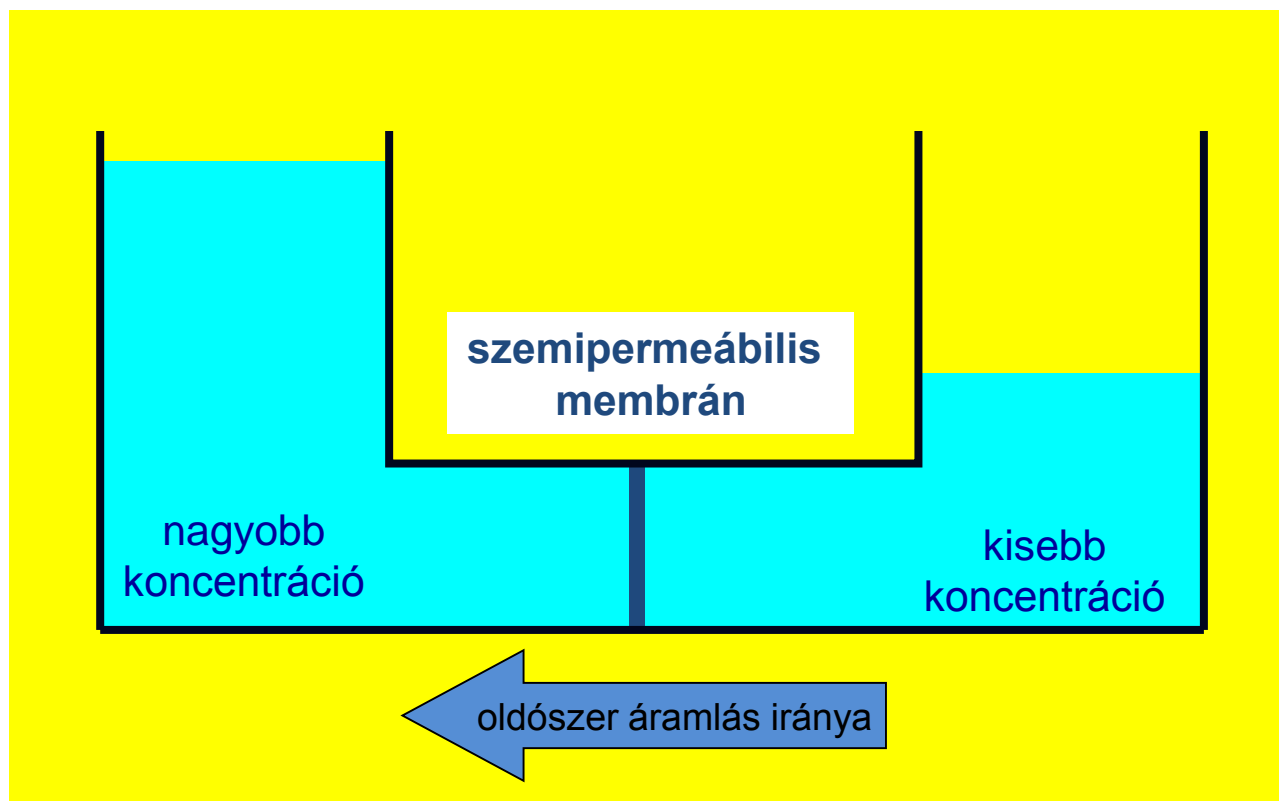 szemipermeábilis
membrán
nagyobb
koncentráció
kisebb
koncentráció
oldószer áramlás iránya